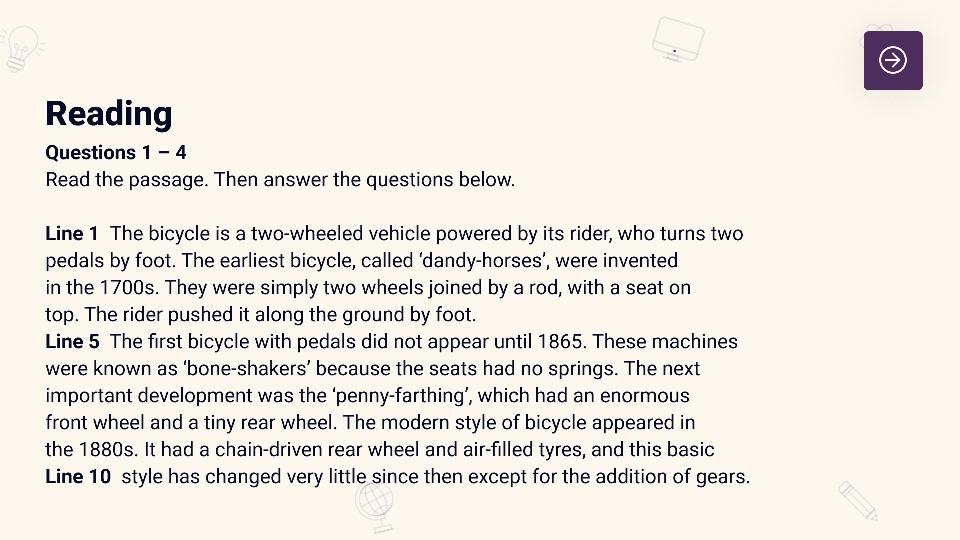 Reading
Questions 1 – 4
Read the passage. Then answer the questions below.
Line 1 The bicycle is a two-wheeled vehicle powered by its rider, who turns two
pedals by foot. The earliest bicycle, called ‘dandy-horses’, were invented
in the 1700s. They were simply two wheels joined by a rod, with a seat on
top. The rider pushed it along the ground by foot.
Line 5 The first bicycle with pedals did not appear until 1865. These machines
were known as ‘bone-shakers’ because the seats had no springs. The next
important development was the ‘penny-farthing’, which had an enormous
front wheel and a tiny rear wheel. The modern style of bicycle appeared in
the 1880s. It had a chain-driven rear wheel and air-filled tyres, and this basic
Line 10 style has changed very little since then except for the addition of gears.